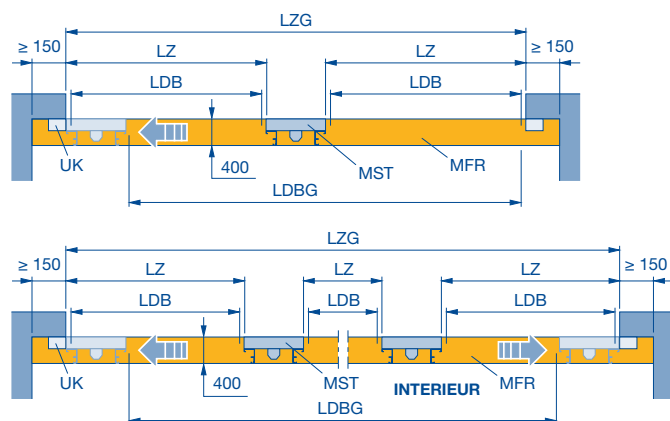 LZG
≥ 150
LZ
LZ
≥ 150
LDB
LDB
UK
400
MST
MFR
LDBG
LZG
≥ 150
LZ
LZ
LZ
≥ 150
LDB
LDB
LDB
UK
400
MST
INTERIEUR
MFR
LDBG